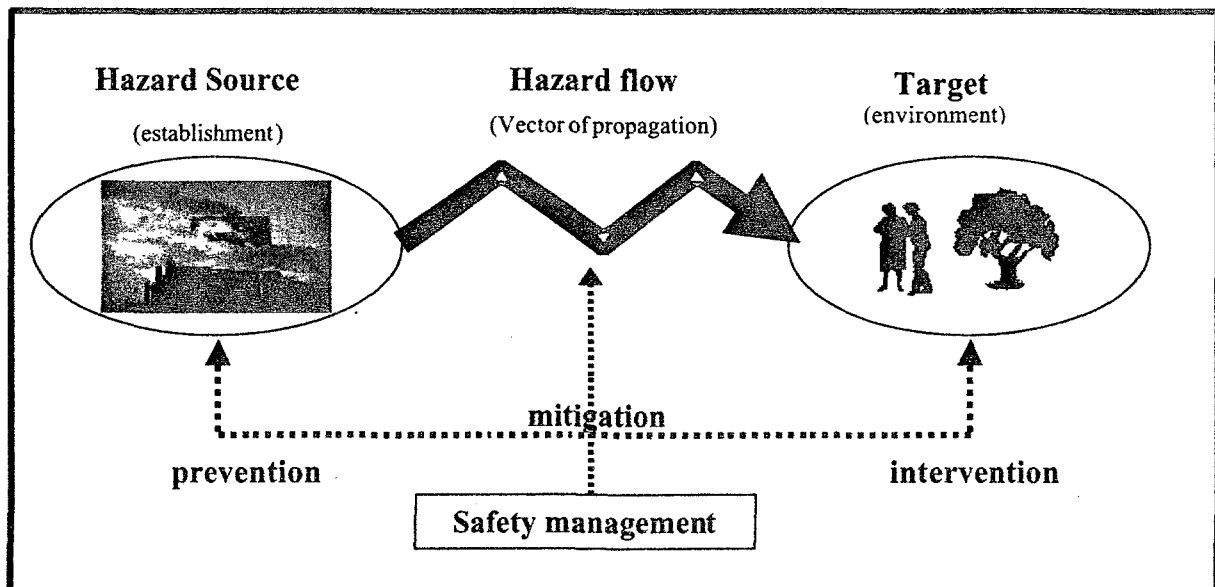 Hazard Source
(establishment)
Hazard flow
(Vector of propagation)
Target
(environment)
mitigation
prevention
intervention
Safety management